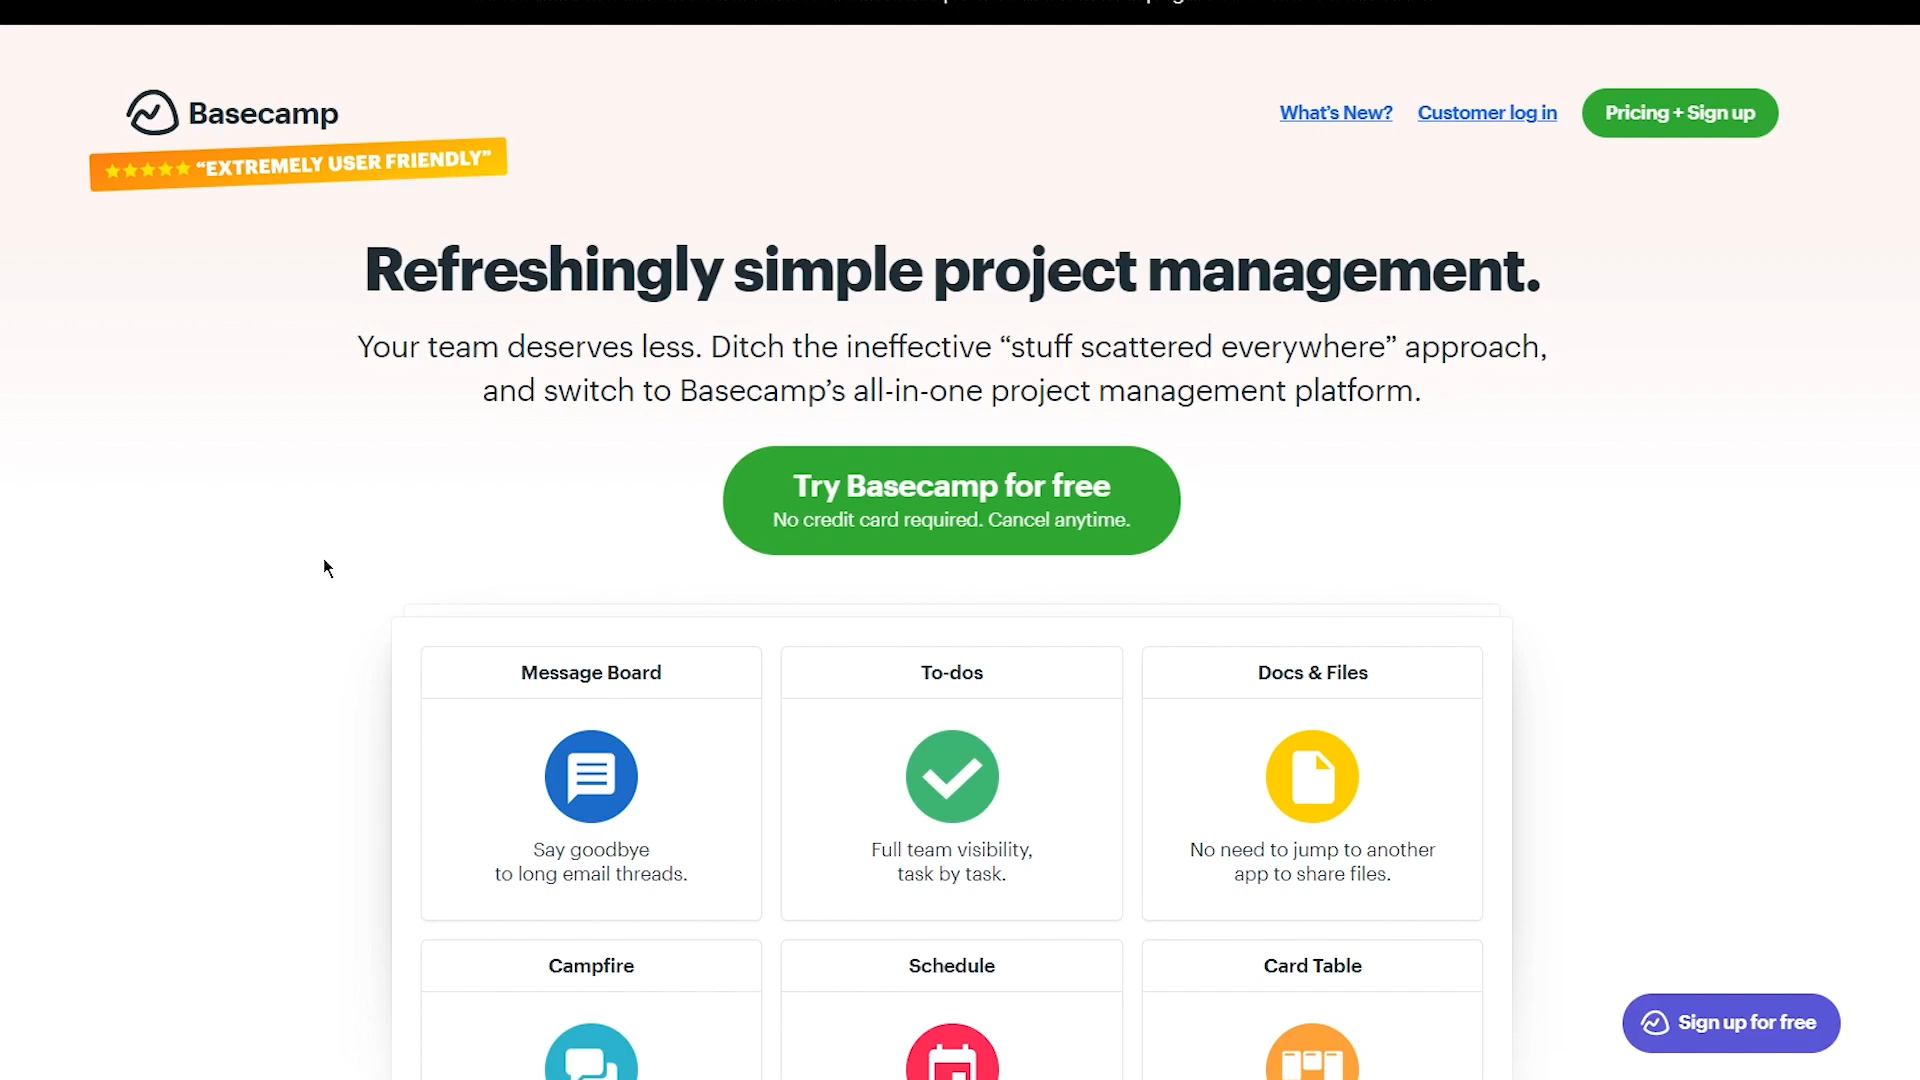 Basecamp
"EXTREMELY USER FRIENDLY"
What's New?
Customer log in
Pricing + Sign up
Refreshingly simple project management.
Your team deserves less. Ditch the ineffective “stuff scattered everywhere” approach,
and switch to Basecamp’s all-in-one project management platform.
Try Basecamp for free
No credit card required. Cancel anytime.
Message Board
Say goodbye
to long email threads.
To-dos
Full team visibility,
task by task.
Docs & Files
No need to jump to another
app to share files.
Campfire
Schedule
Card Table
Sign up for free